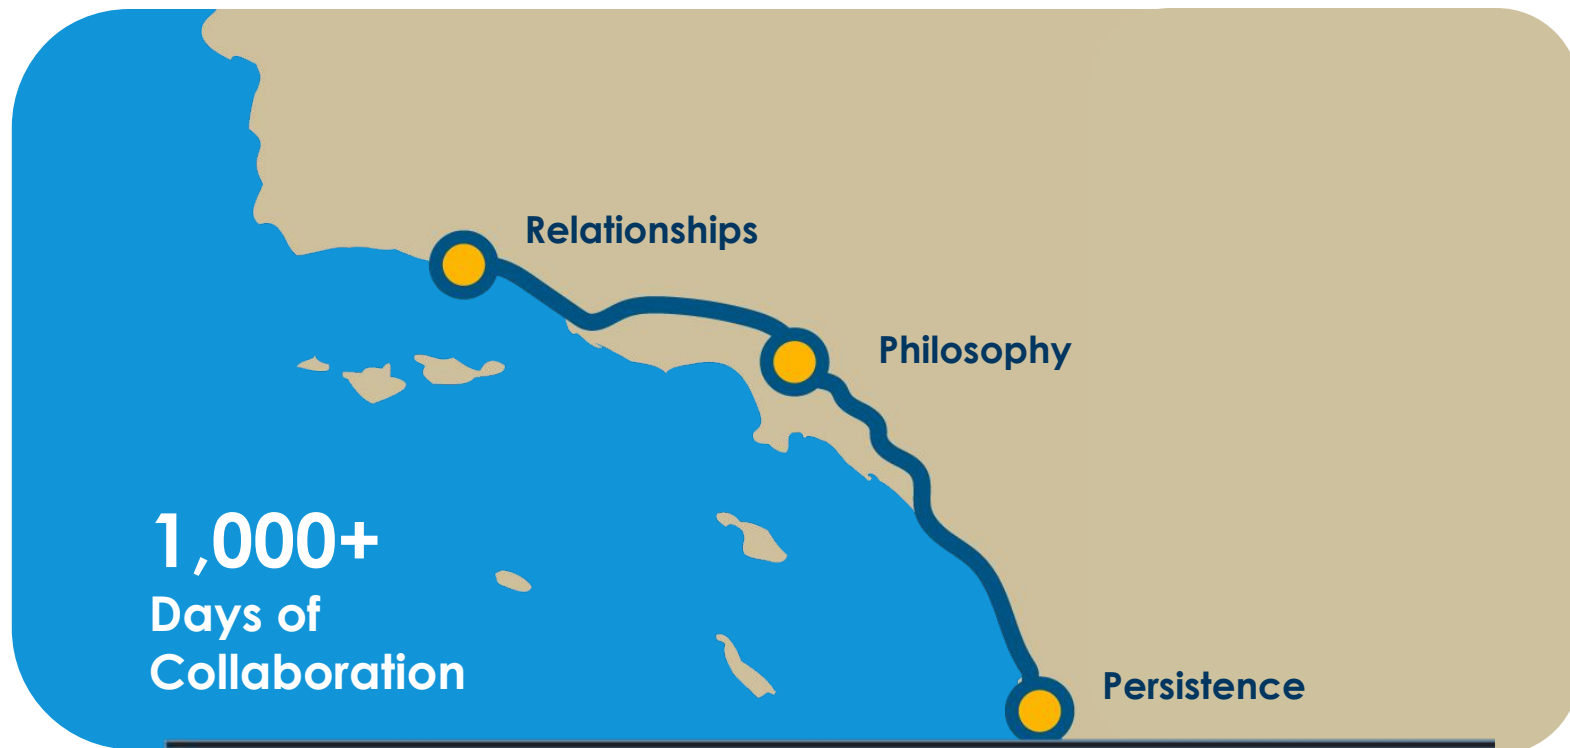 Relationships
Philosophy
1,000+
Days of
Collaboration
Persistence